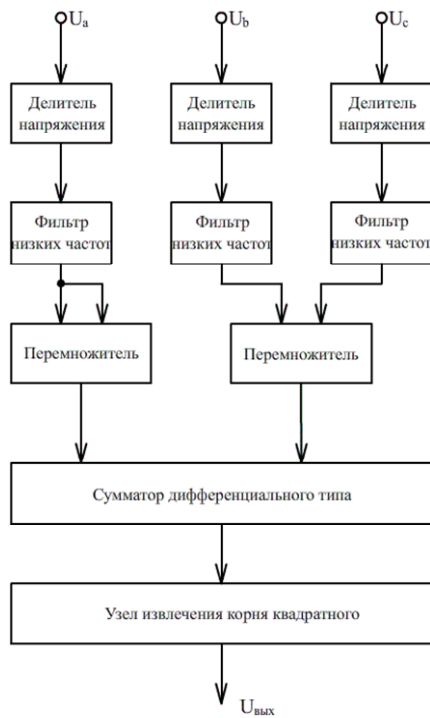 Ua
Ub
Uc
Делитель
напряжения
Делитель
напряжения
Делитель
напряжения
Фильтр
низких частот
Фильтр
низких частот
Фильтр
низких частот
Перемножитель
Перемножитель
Сумматор дифференциального типа
Узел извлечения корня квадратного
Uвых